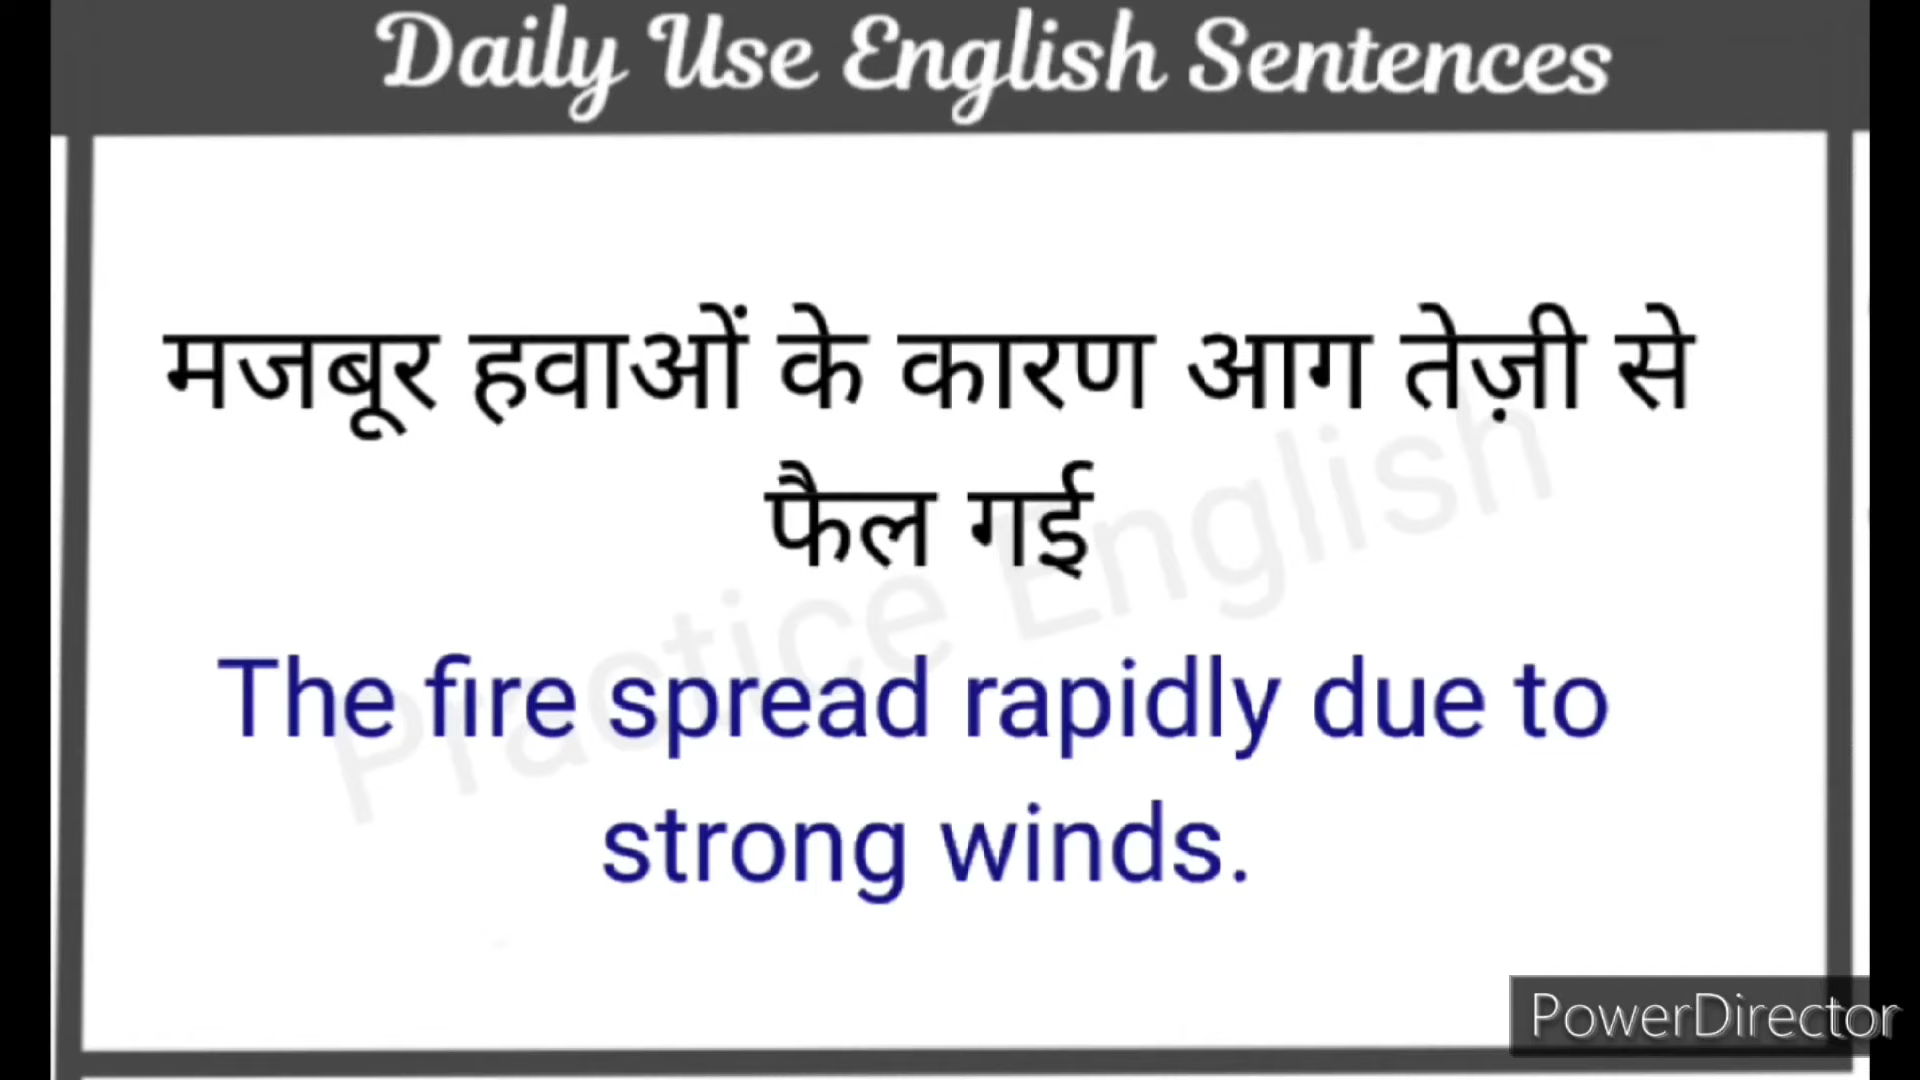 Daily Use English Sentences
मजबूर हवाओं के कारण आग तेज़ी से
फैल गई
Practice English
The fire spread rapidly due to
strong winds.
PowerDirector